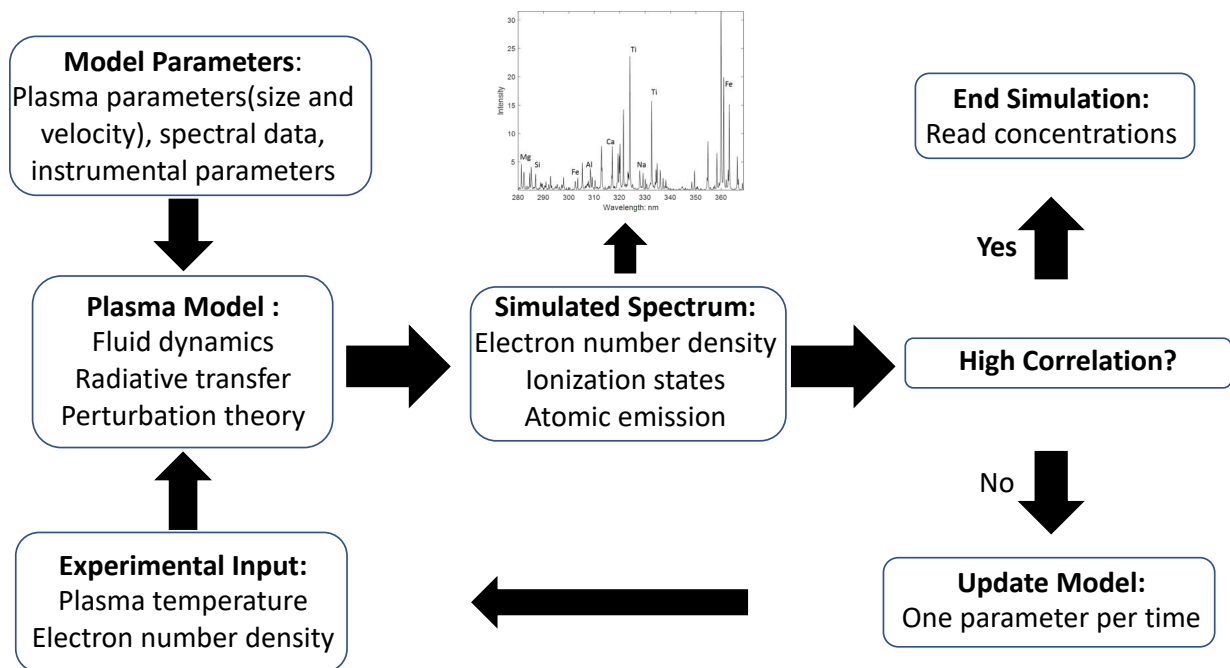 Model Parameters:
Plasma parameters(size and
velocity), spectral data,
instrumental parameters
30
25
20
15
10
5
Intensity
Mg
Si
Fe
Al
Ca
Ti
Na
Ti
Fe
280 290 300 310 320 330 340 350 360
Wavelength: nm
End Simulation:
Read concentrations
Yes
Plasma Model :
Fluid dynamics
Radiative transfer
Perturbation theory
Simulated Spectrum:
Electron number density
Ionization states
Atomic emission
High Correlation?
No
Experimental Input:
Plasma temperature
Electron number density
Update Model:
One parameter per time